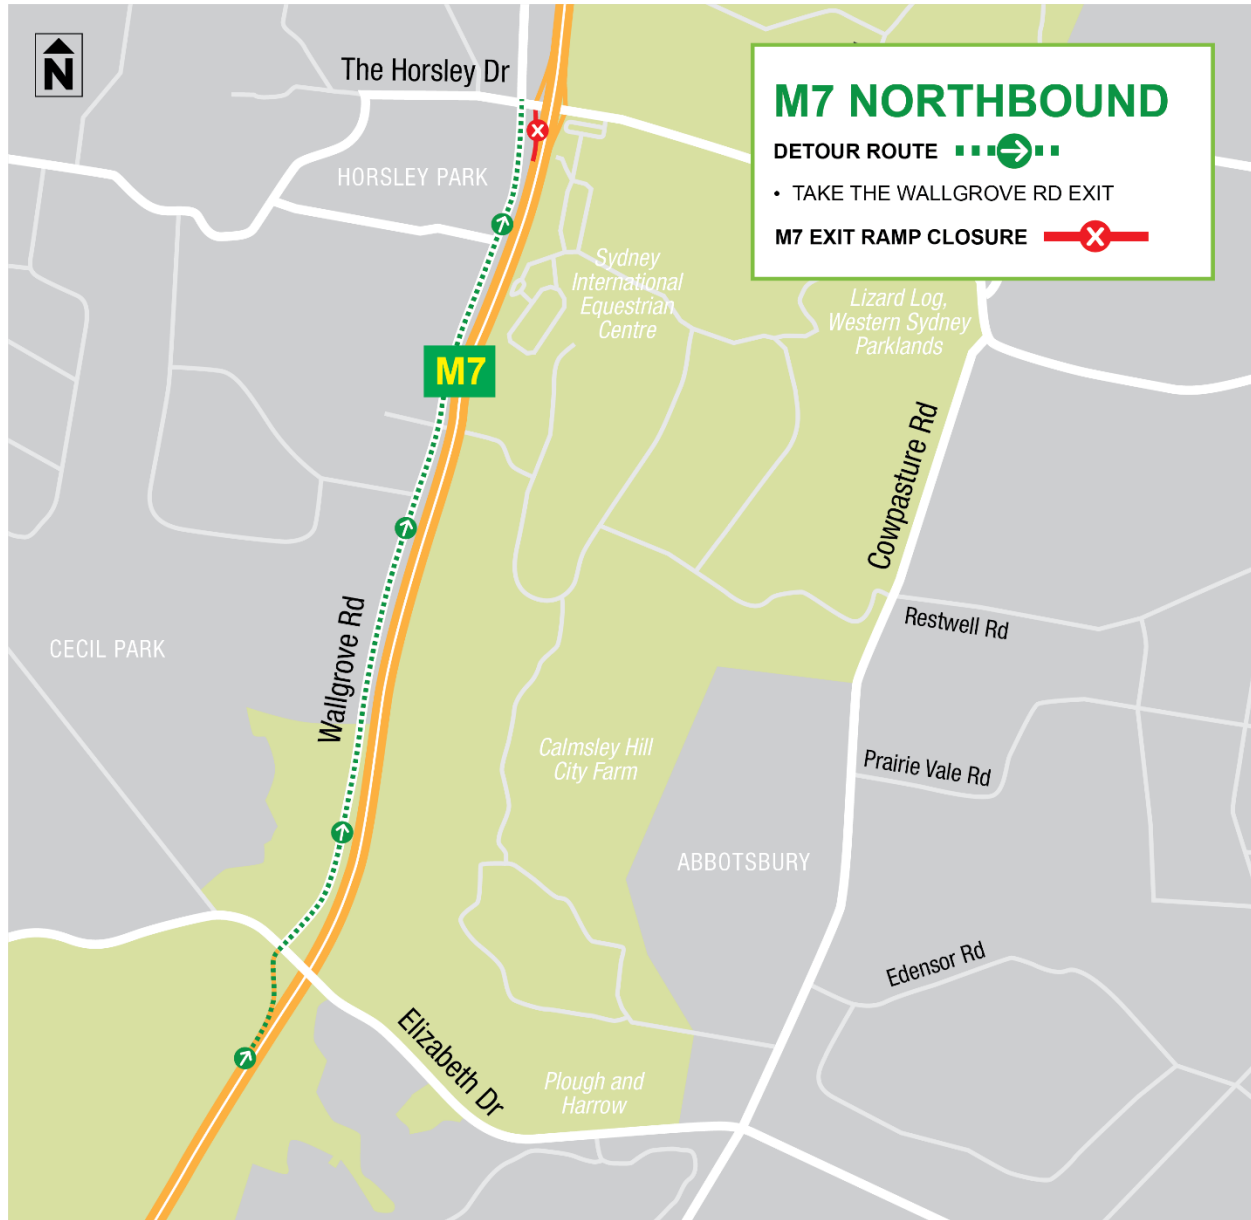 N
The Horsley Dr
M7 NORTHBOUND
DETOUR ROUTE
• TAKE THE WALLGROVE RD EXIT
M7 EXIT RAMP CLOSURE
HORSLEY PARK
Sydney
International
Equestrian
Centre
Lizard Log,
Western Sydney
Parklands
M7
Cowpasture Rd
Wallgrove Rd
Restwell Rd
CECIL PARK
Calmsley Hill
City Farm
Prairie Vale Rd
ABBOTSBURY
Edensor Rd
Elizabeth Dr
Plough and
Harrow